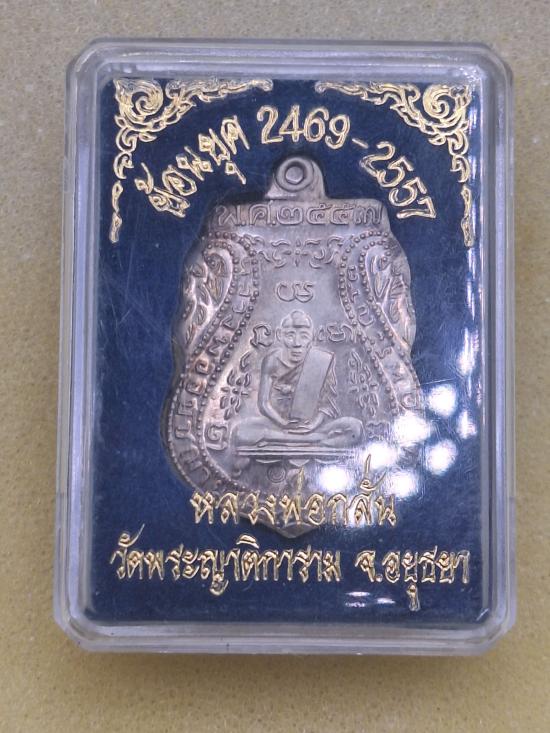 ย้อนยุค 2469-2557
พ.ศ.๒๕๕๗
หลวงพ่อกลั่น
วัดพระญาติการาม จ.อยุธยา